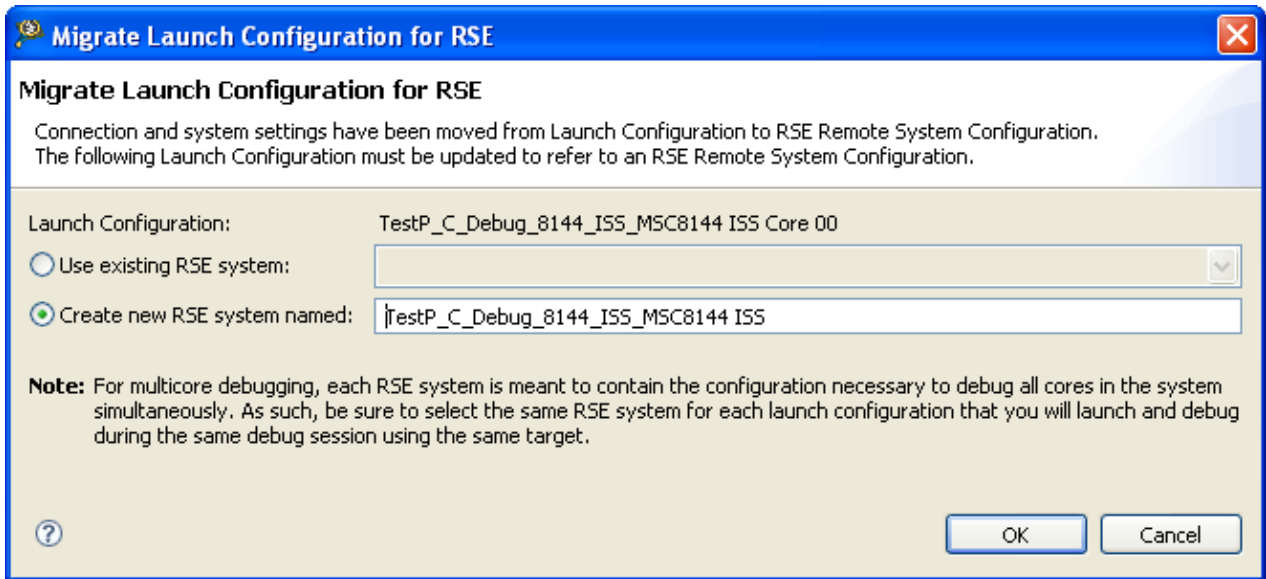 Migrate Launch Configuration for RSE
Migrate Launch Configuration for RSE
Connection and system settings have been moved from Launch Configuration to RSE Remote System Configuration.
The following Launch Configuration must be updated to refer to an RSE Remote System Configuration.
Launch Configuration: TestP_C_Debug_8144_ISS_MSC8144 ISS Core 00
Use existing RSE system:
Create new RSE system named: TestP_C_Debug_8144_ISS_MSC8144 ISS
Note: For multicore debugging, each RSE system is meant to contain the configuration necessary to debug all cores in the system
simultaneously. As such, be sure to select the same RSE system for each launch configuration that you will launch and debug
during the same debug session using the same target.
? OK Cancel